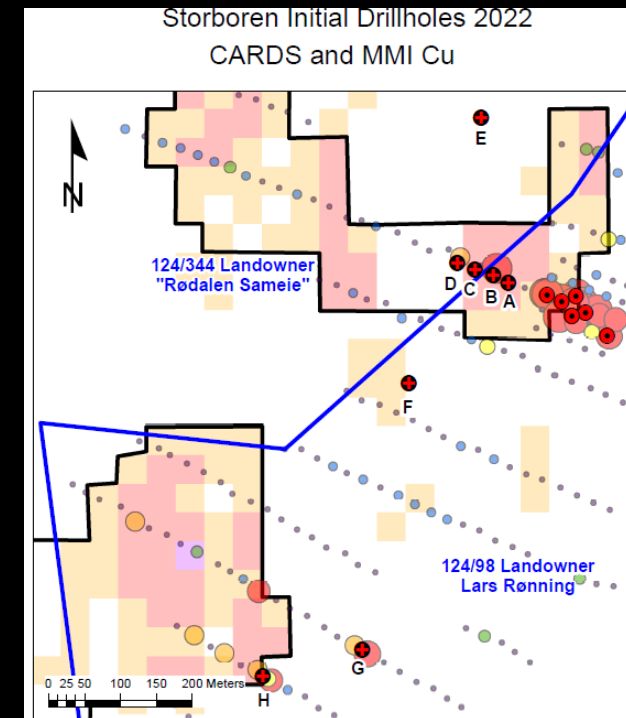 Storboren Initial Drillholes 2022
CARDS and MMI Cu
E
N
124/344 Landowner
"Rødalen Sameie"
D
C
B
A
F
124/98 Landowner
Lars Rønning
G
H
0 25 50 100 150 200 Meters